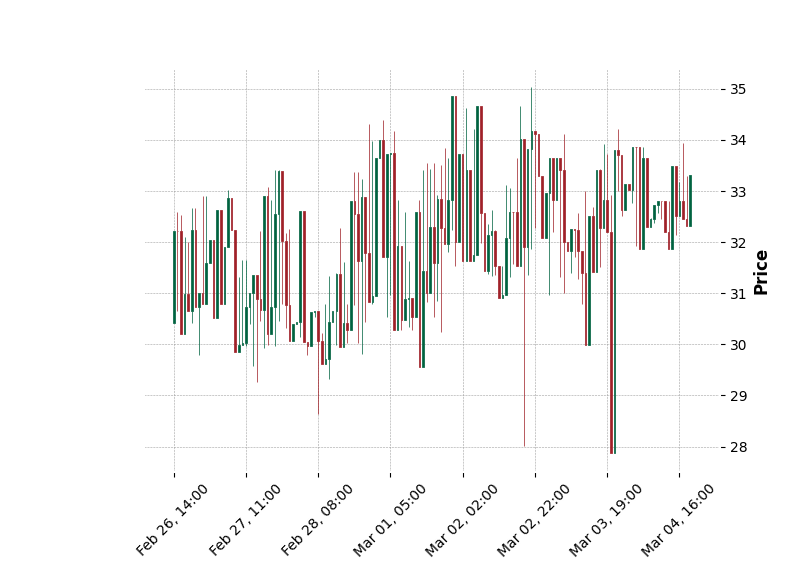 35
34
33
32
31
30
29
28
Price
Feb 26, 14:00
Feb 27, 11:00
Feb 28, 08:00
Mar 01, 05:00
Mar 02, 02:00
Mar 02, 22:00
Mar 03, 19:00
Mar 04, 16:00